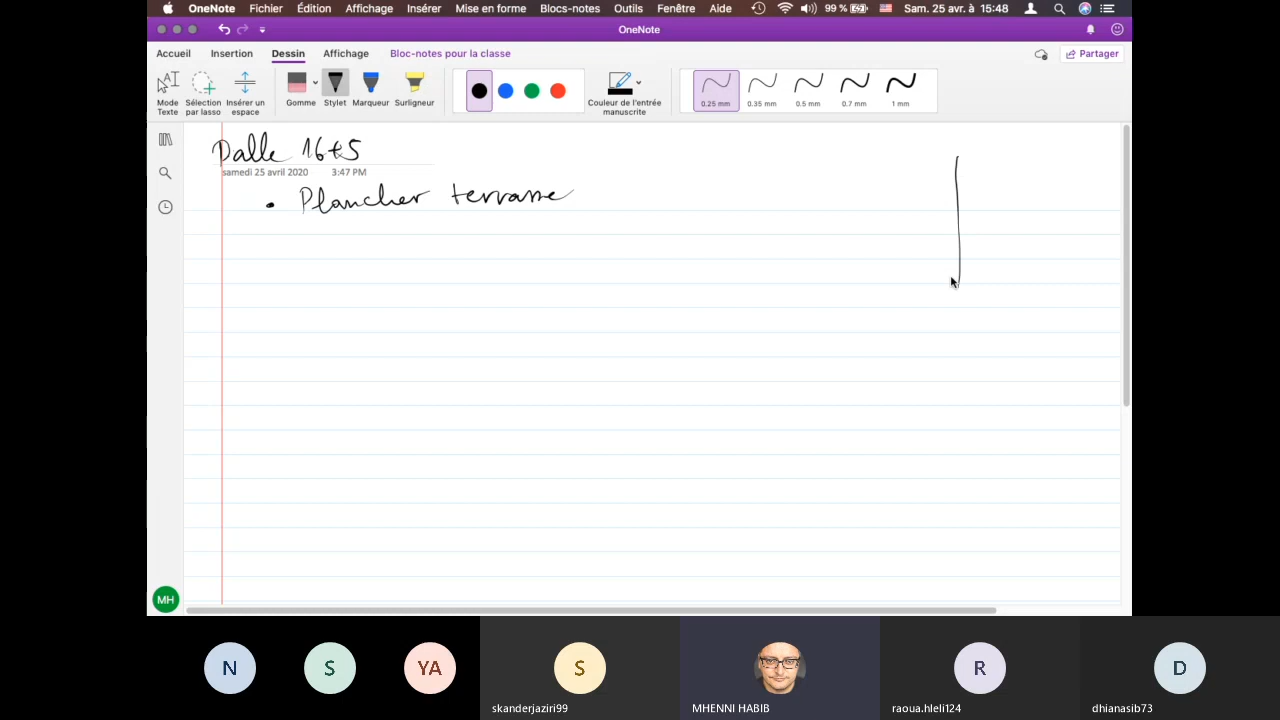 OneNote Fichier Édition Affichage Insérer Mise en forme Blocs-notes Outils Fenêtre Aide 99 % Sam. 25 avr. à 15:48
OneNote
Accueil Insertion Dessin Affichage Bloc-notes pour la classe Partager
Mode Texte
Sélection par lasso
Insérer un espace
Gomme
Stylet
Marqueur
Surligneur
Couleur de l'entrée manuscrite
0.25 mm 0.35 mm 0.5 mm 0.7 mm 1 mm
Dalle 16+5
samedi 25 avril 2020 3:47 PM
• Plancher terrasse
MH
N S YA S R D
skanderjaziri99 MHENNI HABIB raoua.hleli124 dhianasib73